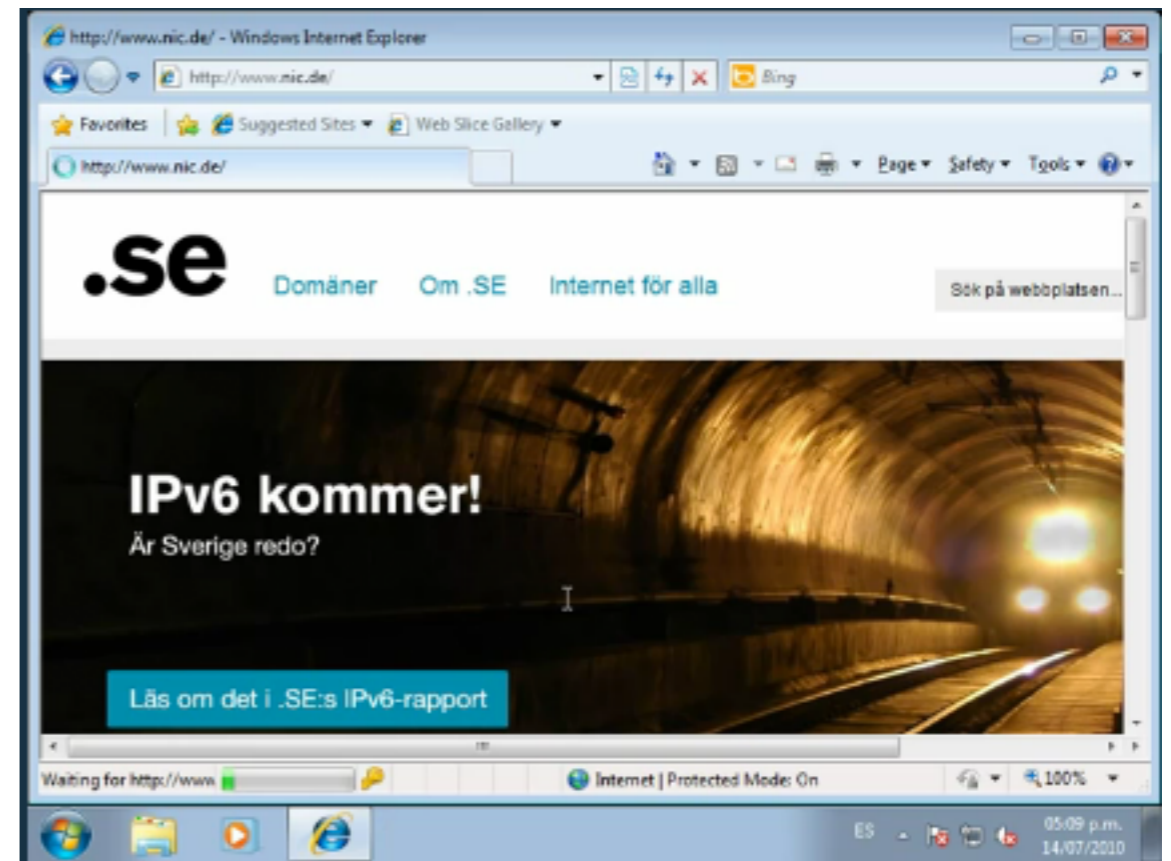 http://www.nic.de/ - Windows Internet Explorer
http://www.nic.de/ Bing
Favorites Suggested Sites Web Slice Gallery
http://www.nic.de/ Page Safety Tools
.se Domäner Om .SE Internet för alla Sök på webbplatsen...
IPv6 kommer!
Är Sverige redo?
Läs om det i .SE:s IPv6-rapport
Waiting for http://www. Internet | Protected Mode: On 100%
ES 05:09 p.m.
14/07/2010